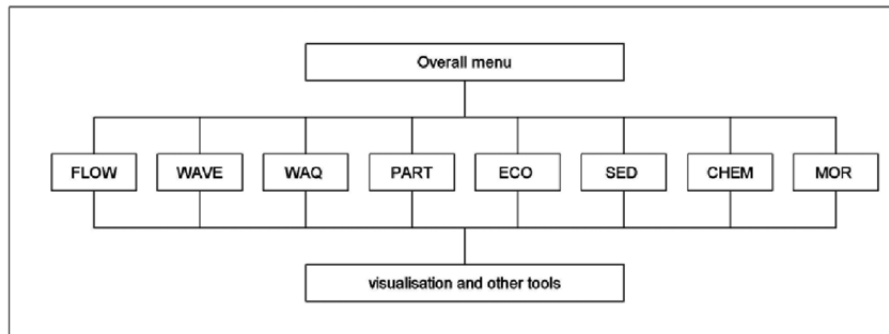 Overall menu
FLOW WAVE WAQ PART ECO SED CHEM MOR
visualisation and other tools